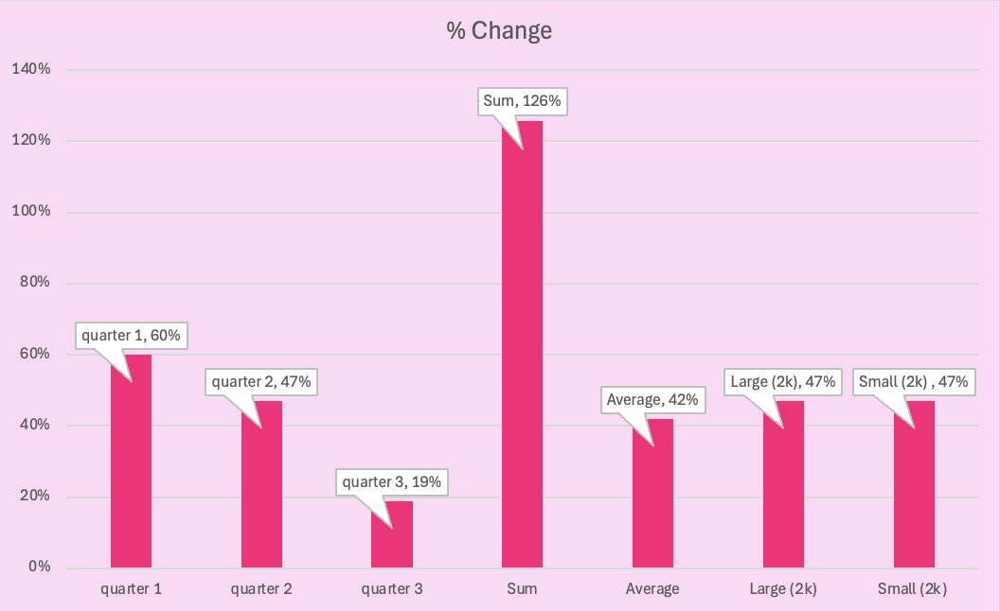 % Change
140%
120%
100%
80%
60%
40%
20%
0%
quarter 1, 60%
quarter 2, 47%
quarter 3, 19%
Sum, 126%
Average, 42%
Large (2k), 47%
Small (2k) , 47%
quarter 1
quarter 2
quarter 3
Sum
Average
Large (2k)
Small (2k)